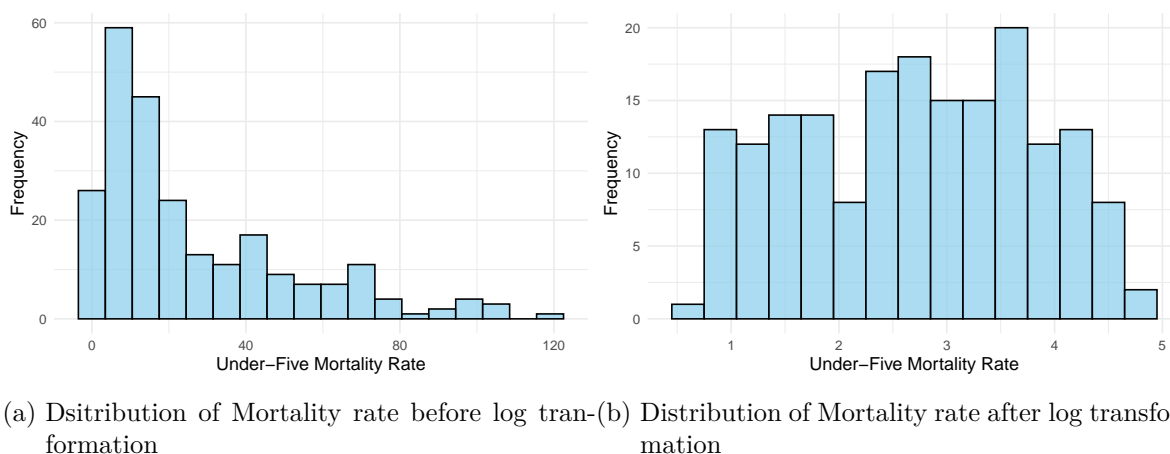 60
40
20
0
Frequency
0
40
80
120
Under−Five Mortality Rate
20
15
10
5
0
Frequency
1
2
3
4
5
Under−Five Mortality Rate
(a) Dsitribution of Mortality rate before log tran-
formation
(b) Distribution of Mortality rate after log transfo
mation